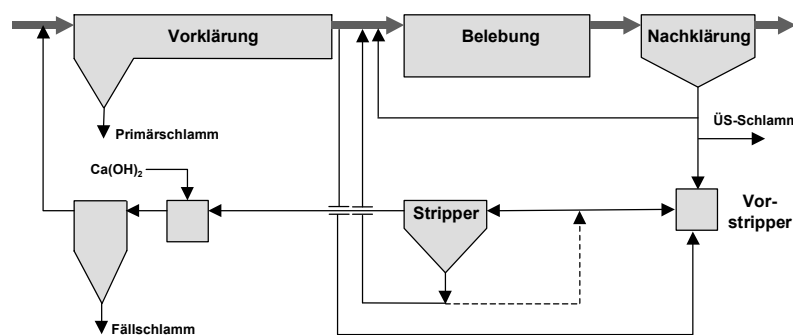 Vorklärung
Belebung
Nachklärung
ÜS-Schlamm
Primärschlamm
Ca(OH)₂
Stripper
Vor-
stripper
Fällschlamm